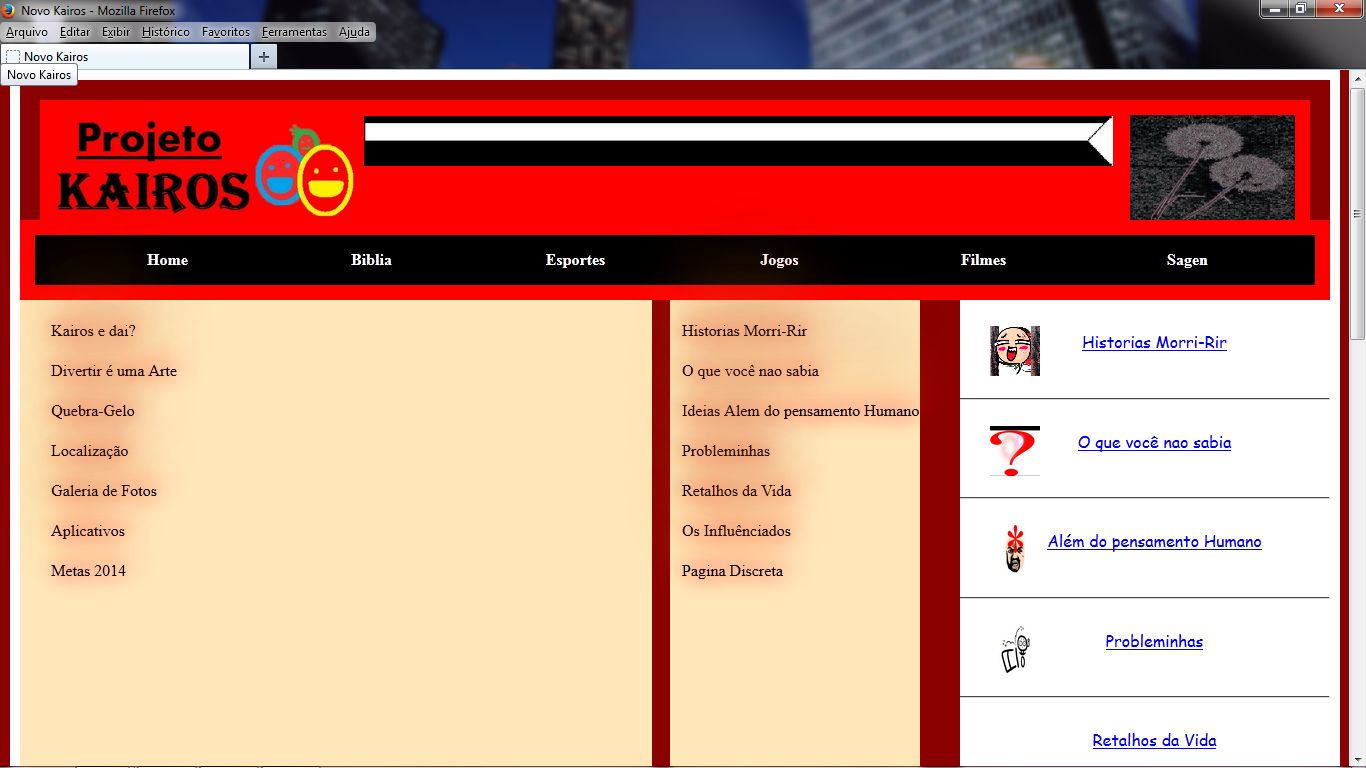 Novo Kairos - Mozilla Firefox
Arquivo Editar Exibir Histórico Favoritos Ferramentas Ajuda
Novo Kairos
Novo Kairos
Projeto
KAIROS
Home Biblia Esportes Jogos Filmes Sagen
Kairos e dai?
Divertir é uma Arte
Quebra-Gelo
Localização
Galeria de Fotos
Aplicativos
Metas 2014
Historias Morri-Rir
O que você nao sabia
Ideias Alem do pensamento Humano
Probleminhas
Retalhos da Vida
Os Influênciados
Pagina Discreta
Historias Morri-Rir
O que você nao sabia
Além do pensamento Humano
Probleminhas
Retalhos da Vida